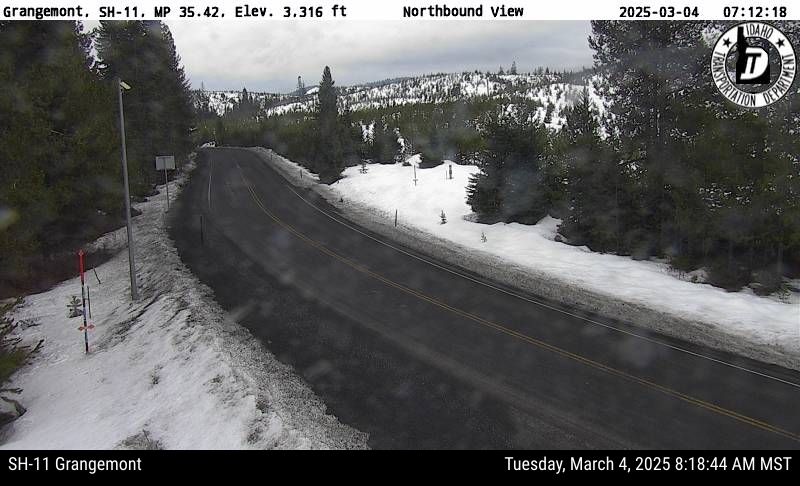 Grangemont, SH-11, MP 35.42, Elev. 3,316 ft Northbound View 2025-03-04 07:12:18
IDAHO
TRANSPORTATION DEPARTMENT
SH-11 Grangemont Tuesday, March 4, 2025 8:18:44 AM MST